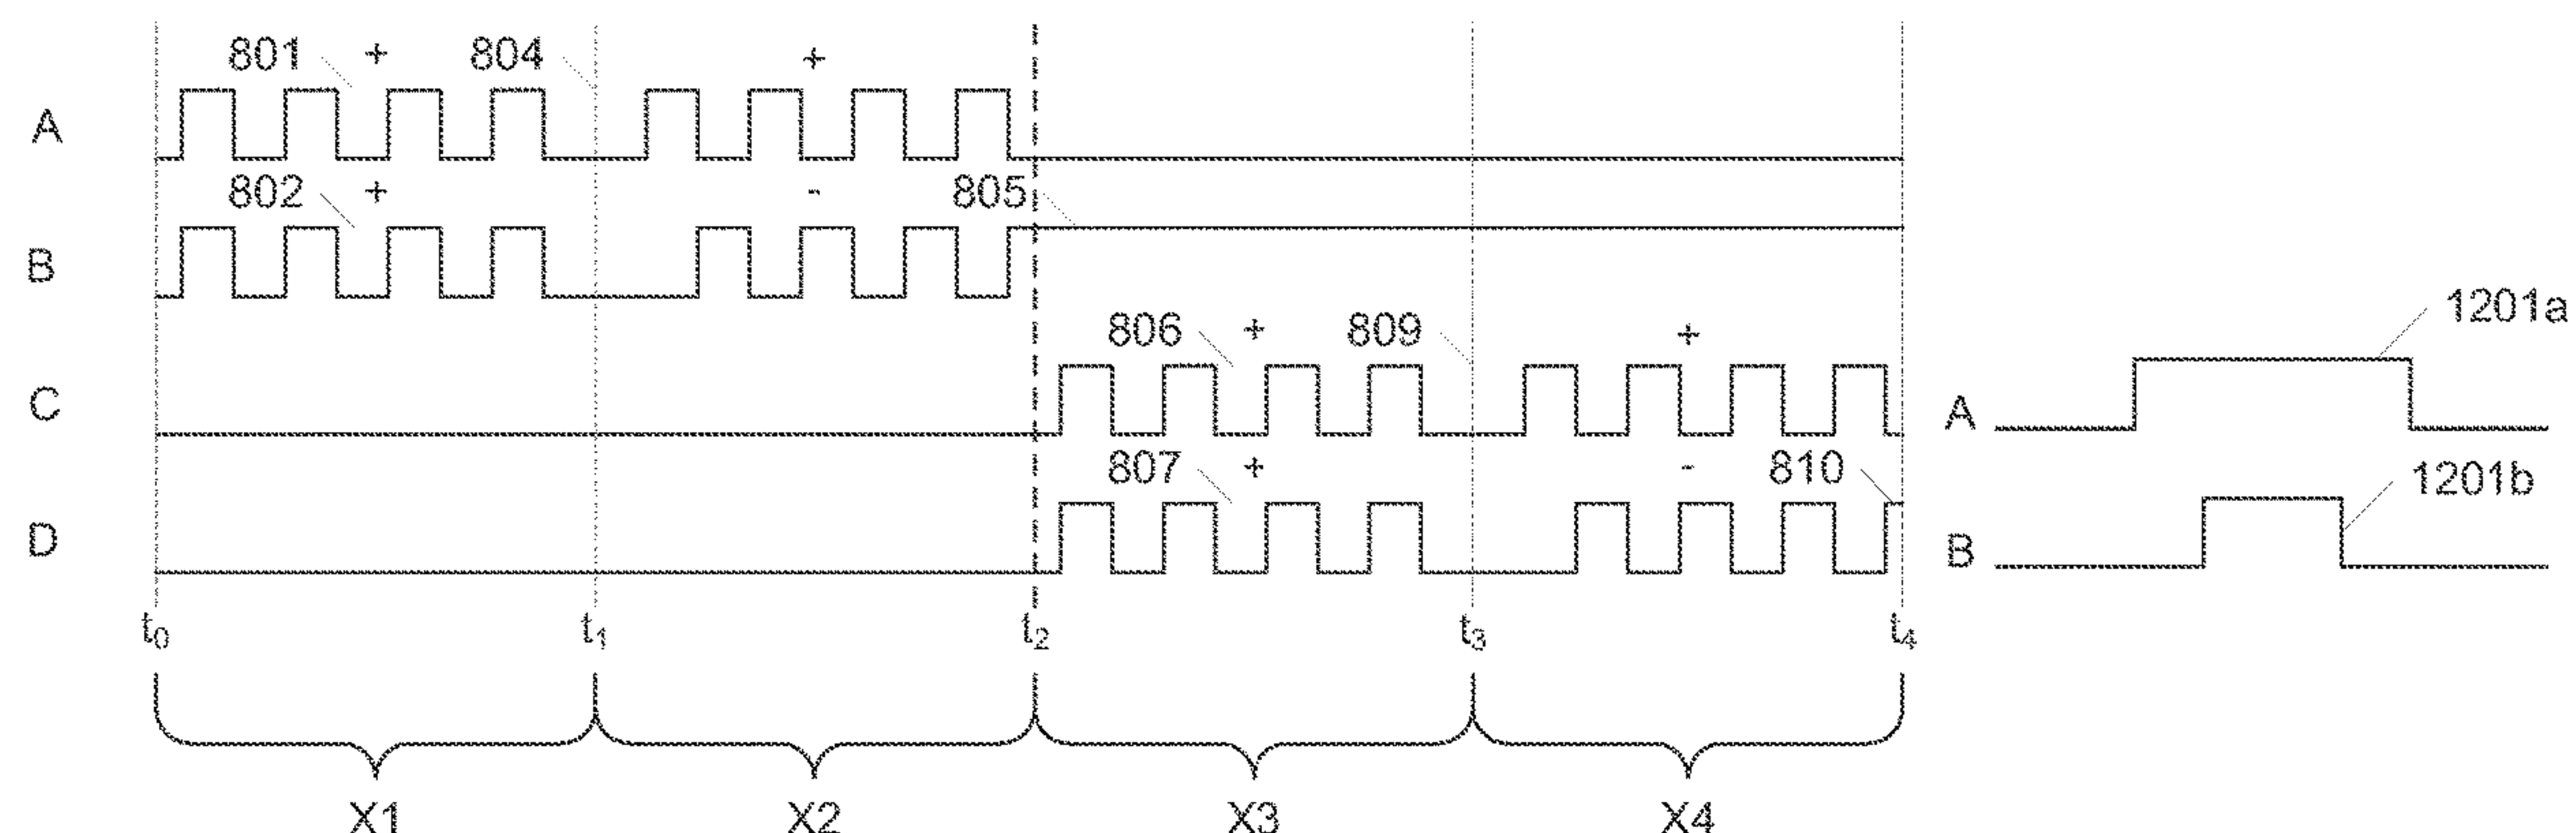 801 + 804 +
A
802 + - 805
B
806 + 809 +
1201a
C
A
807 + - 810
1201b
D
B
t0 t1 t2 t3 t4
X1 X2 X3 X4